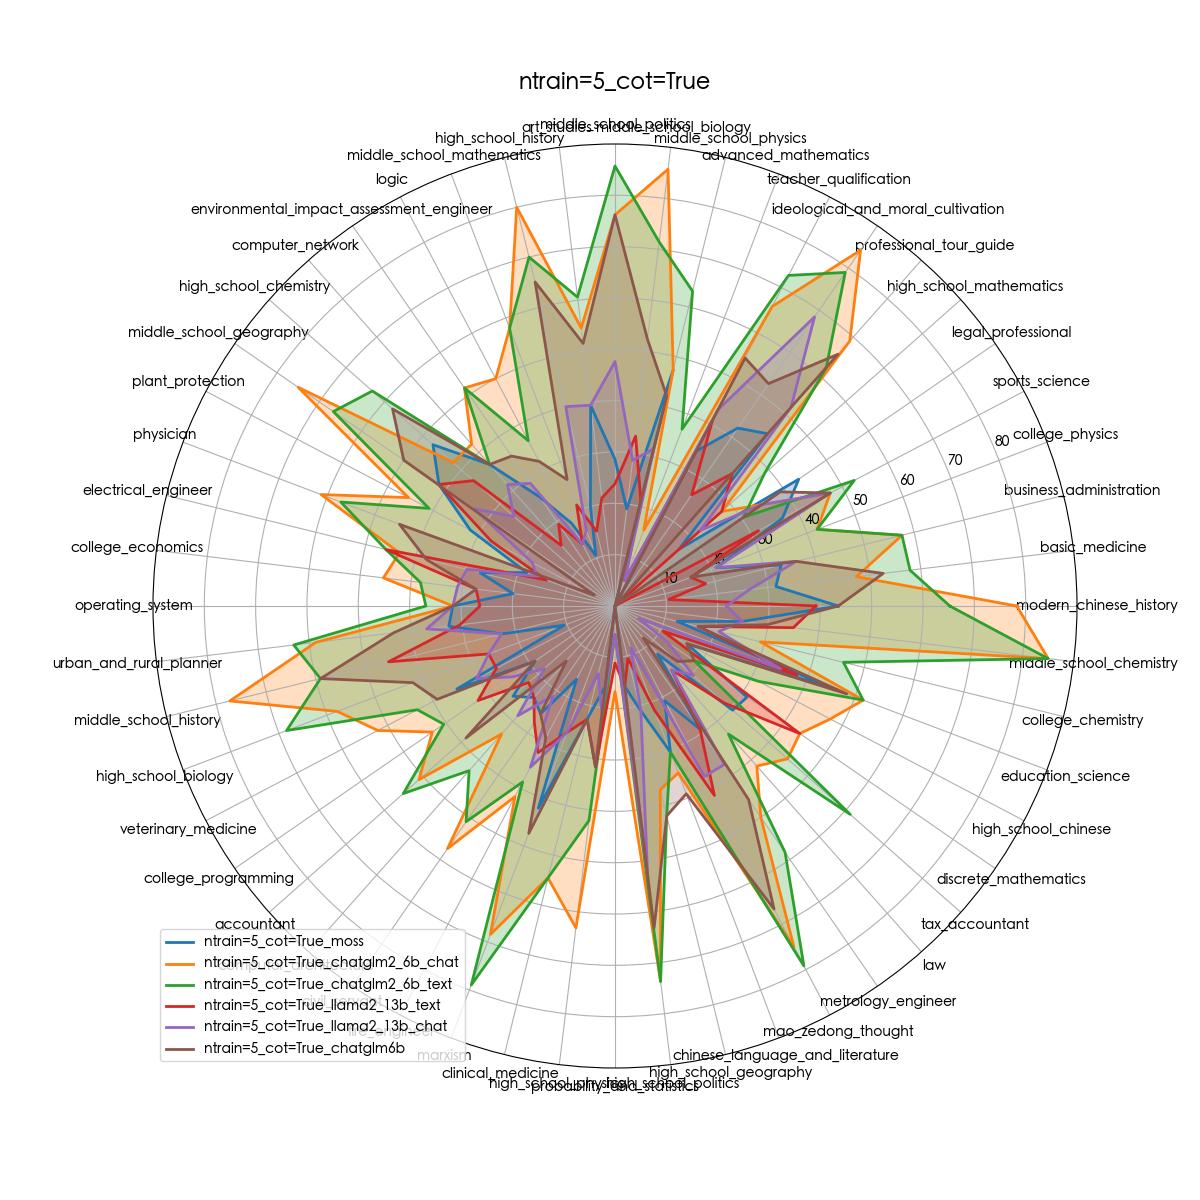 ntrain=5_cot=True
middle_school_politics
art_studies
middle_school_biology
high_school_history
middle_school_physics
middle_school_mathematics
advanced_mathematics
logic
teacher_qualification
environmental_impact_assessment_engineer
ideological_and_moral_cultivation
computer_network
professional_tour_guide
high_school_chemistry
high_school_mathematics
middle_school_geography
legal_professional
plant_protection
sports_science
physician
college_physics
80
70
60
50
40
10
electrical_engineer
business_administration
college_economics
basic_medicine
operating_system
modern_chinese_history
urban_and_rural_planner
middle_school_chemistry
middle_school_history
college_chemistry
high_school_biology
education_science
veterinary_medicine
high_school_chinese
college_programming
discrete_mathematics
accountant
tax_accountant
law
metrology_engineer
mao_zedong_thought
marxism
chinese_language_and_literature
clinical_medicine
high_school_geography
high_school_physics
high_school_politics
probability_and_statistics
ntrain=5_cot=True_moss
ntrain=5_cot=True_chatglm2_6b_chat
ntrain=5_cot=True_chatglm2_6b_text
ntrain=5_cot=True_llama2_13b_text
ntrain=5_cot=True_llama2_13b_chat
ntrain=5_cot=True_chatglm6b